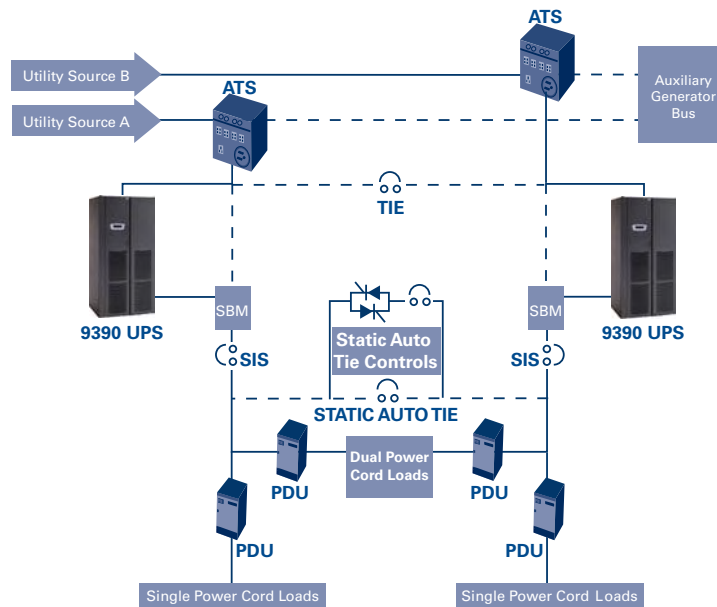 ATS
Utility Source B
ATS
Auxiliary
Generator
Bus
Utility Source A
TIE
SBM
SBM
9390 UPS
Static Auto
Tie Controls
9390 UPS
SIS
SIS
STATIC AUTO TIE
Dual Power
Cord Loads
PDU
PDU
PDU
PDU
Single Power Cord Loads
Single Power Cord Loads